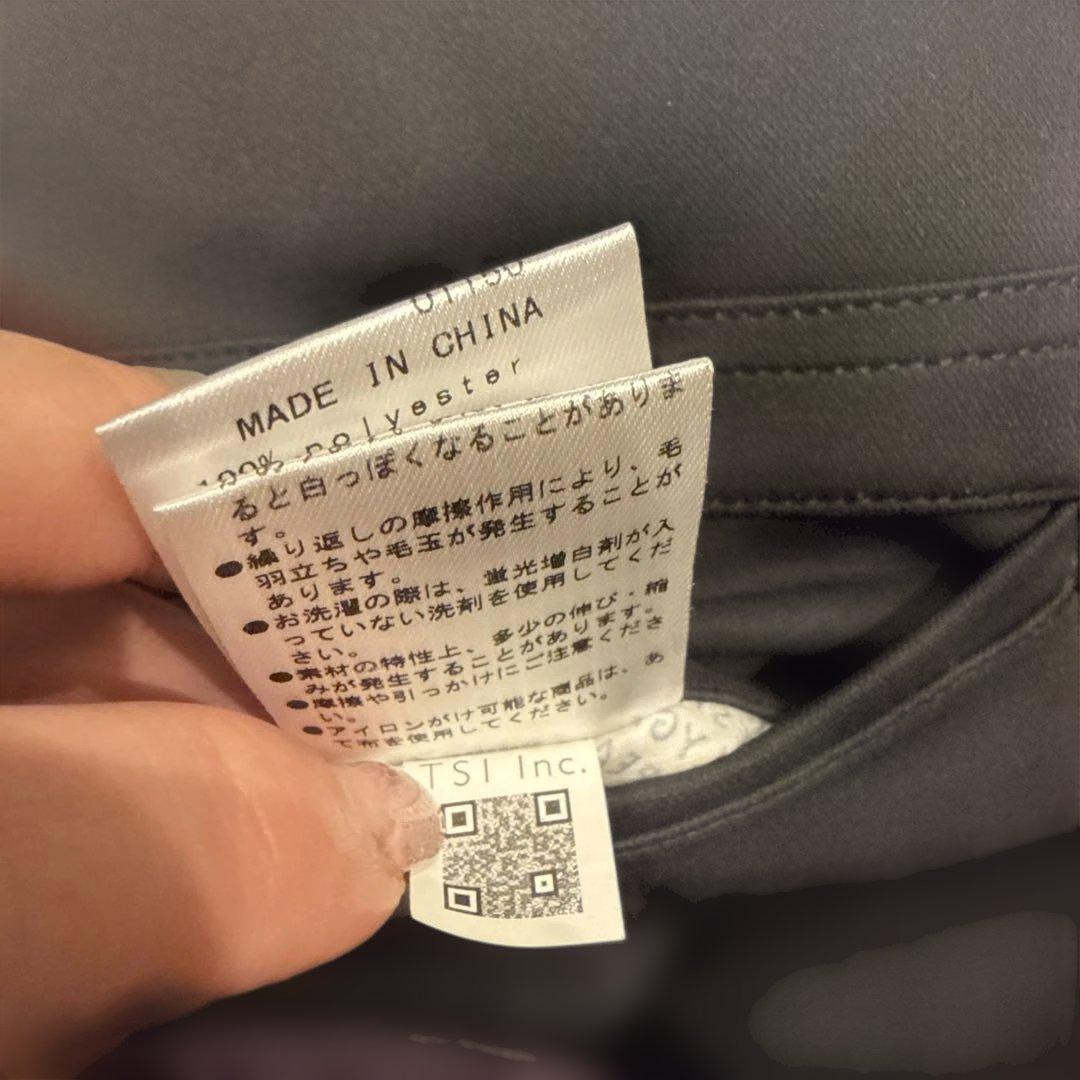 01150
MADE IN CHINA
100% polyester
ると白っぽくなることがありま
す。
●繰り返しの摩擦作用により、毛
羽立ちや毛玉が発生することが
あります。
●お洗濯の際は、蛍光増白剤が入
っていない洗剤を使用してくだ
さい。
●素材の特性上、多少の伸び・縮
みが発生することがあります。
●摩擦や引っかけにご注意くださ
い。
●アイロンがけ可能な商品は、あ
て布を使用してください。
TSI Inc.